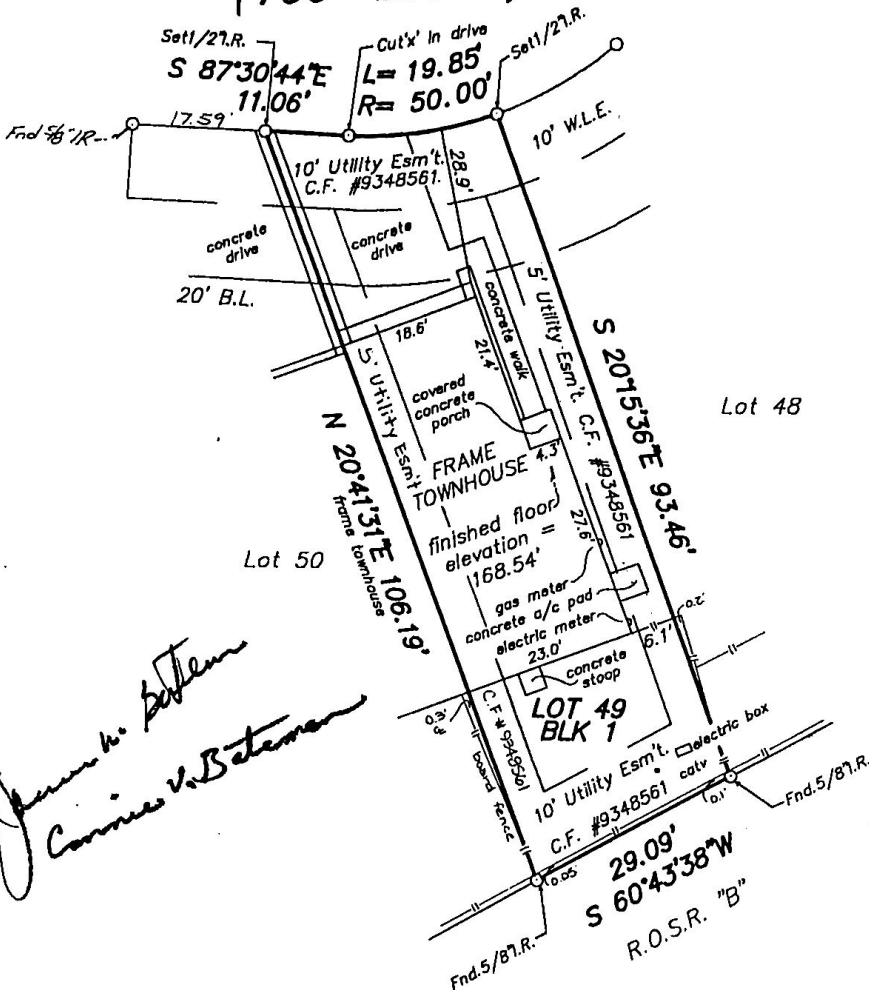 Set1/2"I.R.
Cut'x' in drive
Set1/2"I.R.
S 87°30'44"E
11.06'
L= 19.85'
R= 50.00'
Fnd 5/8" IR
17.59'
10' Utility Esm't.
C.F. #9348561.
28.9'
10' W.L.E.
concrete
drive
concrete
drive
20' B.L.
18.6'
concrete walk
21.4'
5' Utility Esm't. C.F. #9348561
S 20°15'36"E 93.46'
Lot 48
5' Utility Esm't
covered
concrete
porch
4.3'
FRAME
TOWNHOUSE
N 20°41'31"E 106.19'
frame townhouse
Lot 50
finished floor
elevation =
168.54'
27.6'
gas meter
concrete a/c pad
electric meter
23.0'
6.1'
0.2'
concrete
stoop
LOT 49
BLK 1
0.3'
C.F.# 9348561
board fence
10' Utility Esm't.
C.F. #9348561
electric box
catv
0.1'
Fnd.5/8"I.R.
0.05'
29.09'
S 60°43'38"W
R.O.S.R. "B"
Fnd.5/8"I.R.
Connie V. Bateman